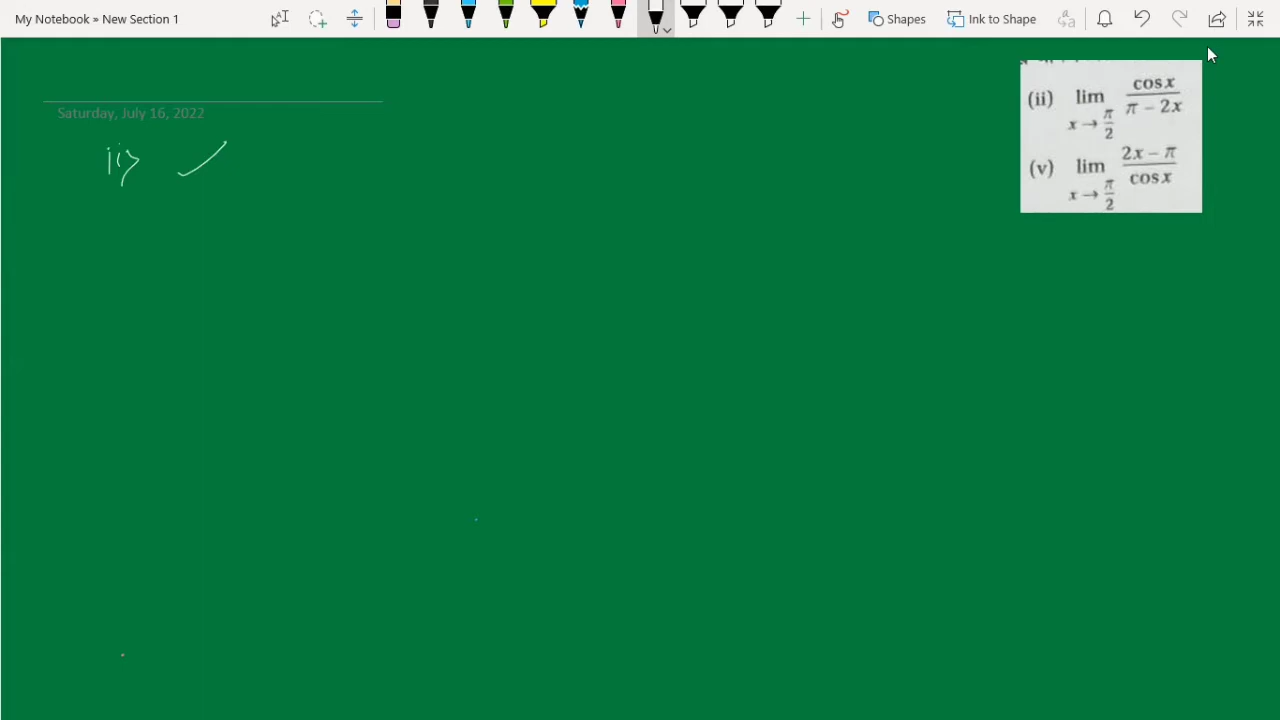 My Notebook » New Section 1
Shapes
Ink to Shape
Saturday, July 16, 2022
ii)
(ii) lim x → π/2 cos x / π − 2x
(v) lim x → π/2 2x − π / cos x